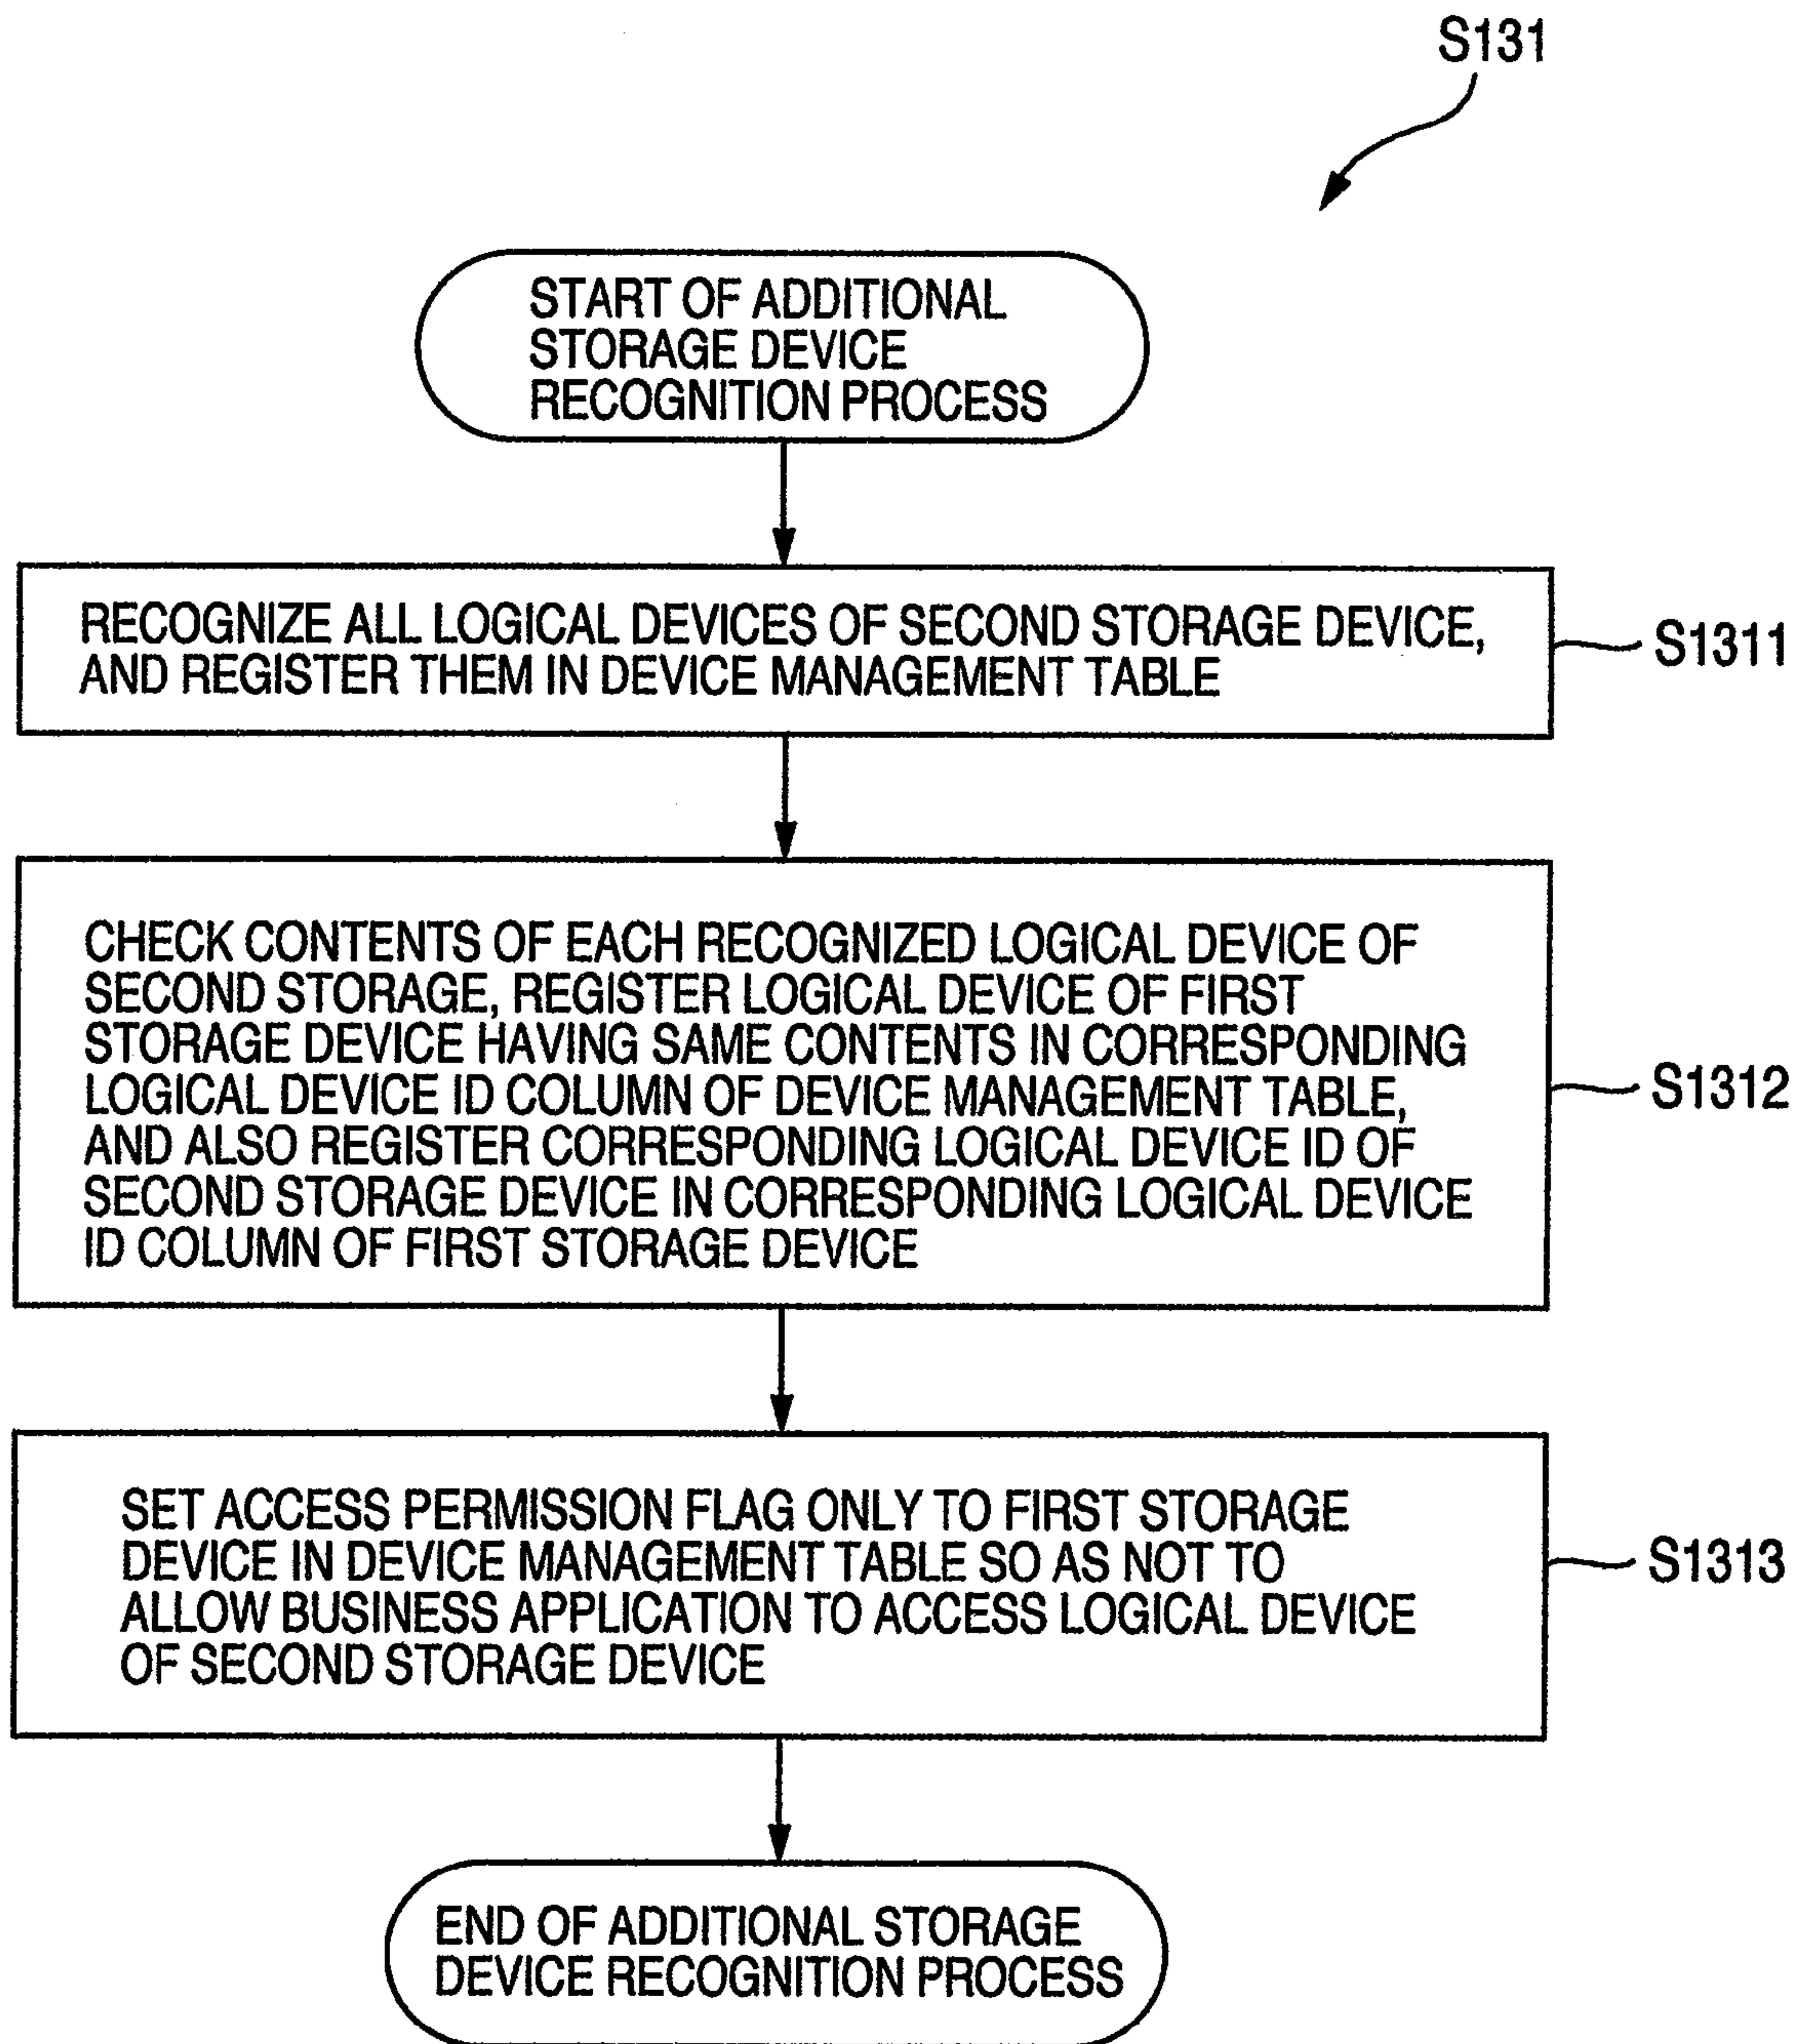 S131
START OF ADDITIONAL
STORAGE DEVICE
RECOGNITION PROCESS
RECOGNIZE ALL LOGICAL DEVICES OF SECOND STORAGE DEVICE,
AND REGISTER THEM IN DEVICE MANAGEMENT TABLE
S1311
CHECK CONTENTS OF EACH RECOGNIZED LOGICAL DEVICE OF
SECOND STORAGE, REGISTER LOGICAL DEVICE OF FIRST
STORAGE DEVICE HAVING SAME CONTENTS IN CORRESPONDING
LOGICAL DEVICE ID COLUMN OF DEVICE MANAGEMENT TABLE,
AND ALSO REGISTER CORRESPONDING LOGICAL DEVICE ID OF
SECOND STORAGE DEVICE IN CORRESPONDING LOGICAL DEVICE
ID COLUMN OF FIRST STORAGE DEVICE
S1312
SET ACCESS PERMISSION FLAG ONLY TO FIRST STORAGE
DEVICE IN DEVICE MANAGEMENT TABLE SO AS NOT TO
ALLOW BUSINESS APPLICATION TO ACCESS LOGICAL DEVICE
OF SECOND STORAGE DEVICE
S1313
END OF ADDITIONAL STORAGE
DEVICE RECOGNITION PROCESS